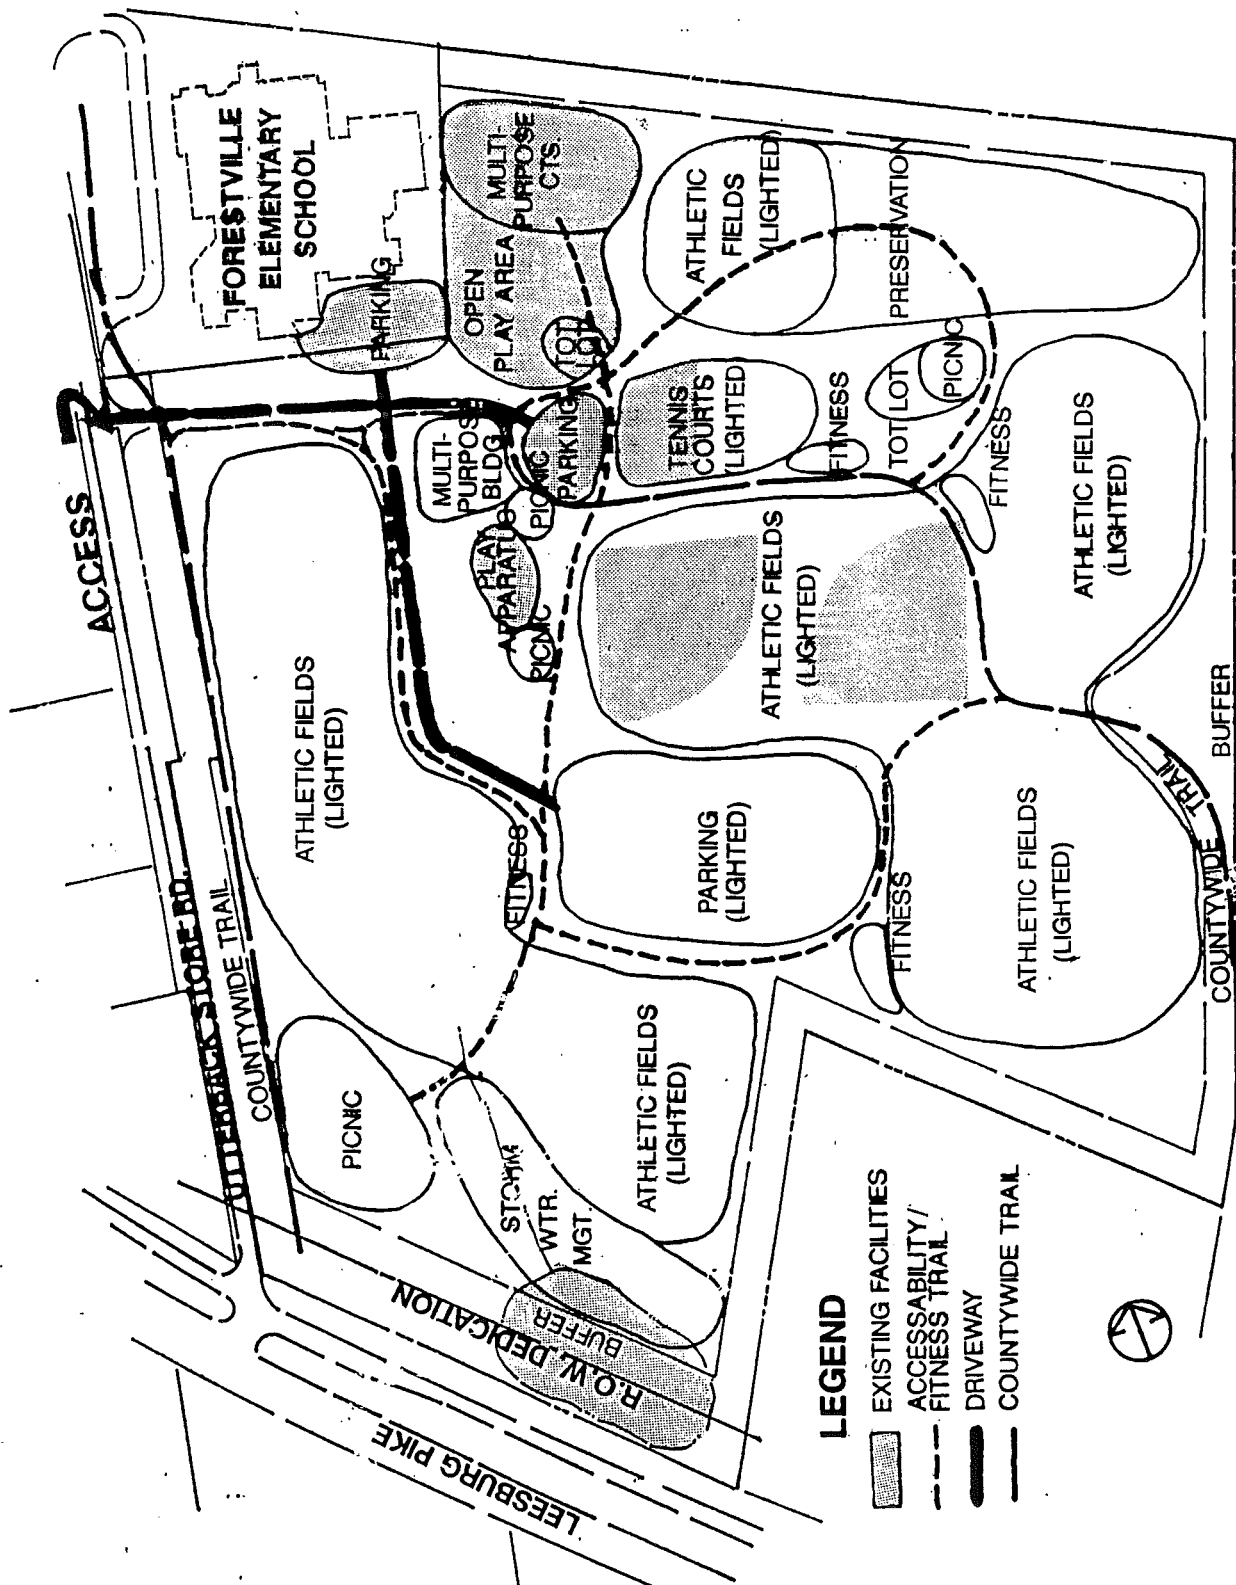 ACCESS
FORESTVILLE
ELEMENTARY
SCHOOL
PARKING
MULTI-
PURPOSE
CTS.
OPEN
PLAY AREA
TOT
LOT
ATHLETIC
FIELDS
(LIGHTED)
PRESERVATION
MULTI-
PURPOSE
BLDG.
PICNIC
PARKING
TENNIS
COURTS
(LIGHTED)
FITNESS
TOT LOT
PICNIC
FITNESS
PLAY
APPARATUS
PICNIC
ATHLETIC FIELDS
(LIGHTED)
ATHLETIC FIELDS
(LIGHTED)
ATHLETIC FIELDS
(LIGHTED)
UTTERBACK STORE RD.
COUNTYWIDE TRAIL
FITNESS
PARKING
(LIGHTED)
FITNESS
ATHLETIC FIELDS
(LIGHTED)
BUFFER
COUNTYWIDE TRAIL
PICNIC
STORM
WTR.
MGT.
ATHLETIC FIELDS
(LIGHTED)
BUFFER
R.O.W. DEDICATION
LEESBURG PIKE
LEGEND
EXISTING FACILITIES
ACCESSABILITY/
FITNESS TRAIL
DRIVEWAY
COUNTYWIDE TRAIL